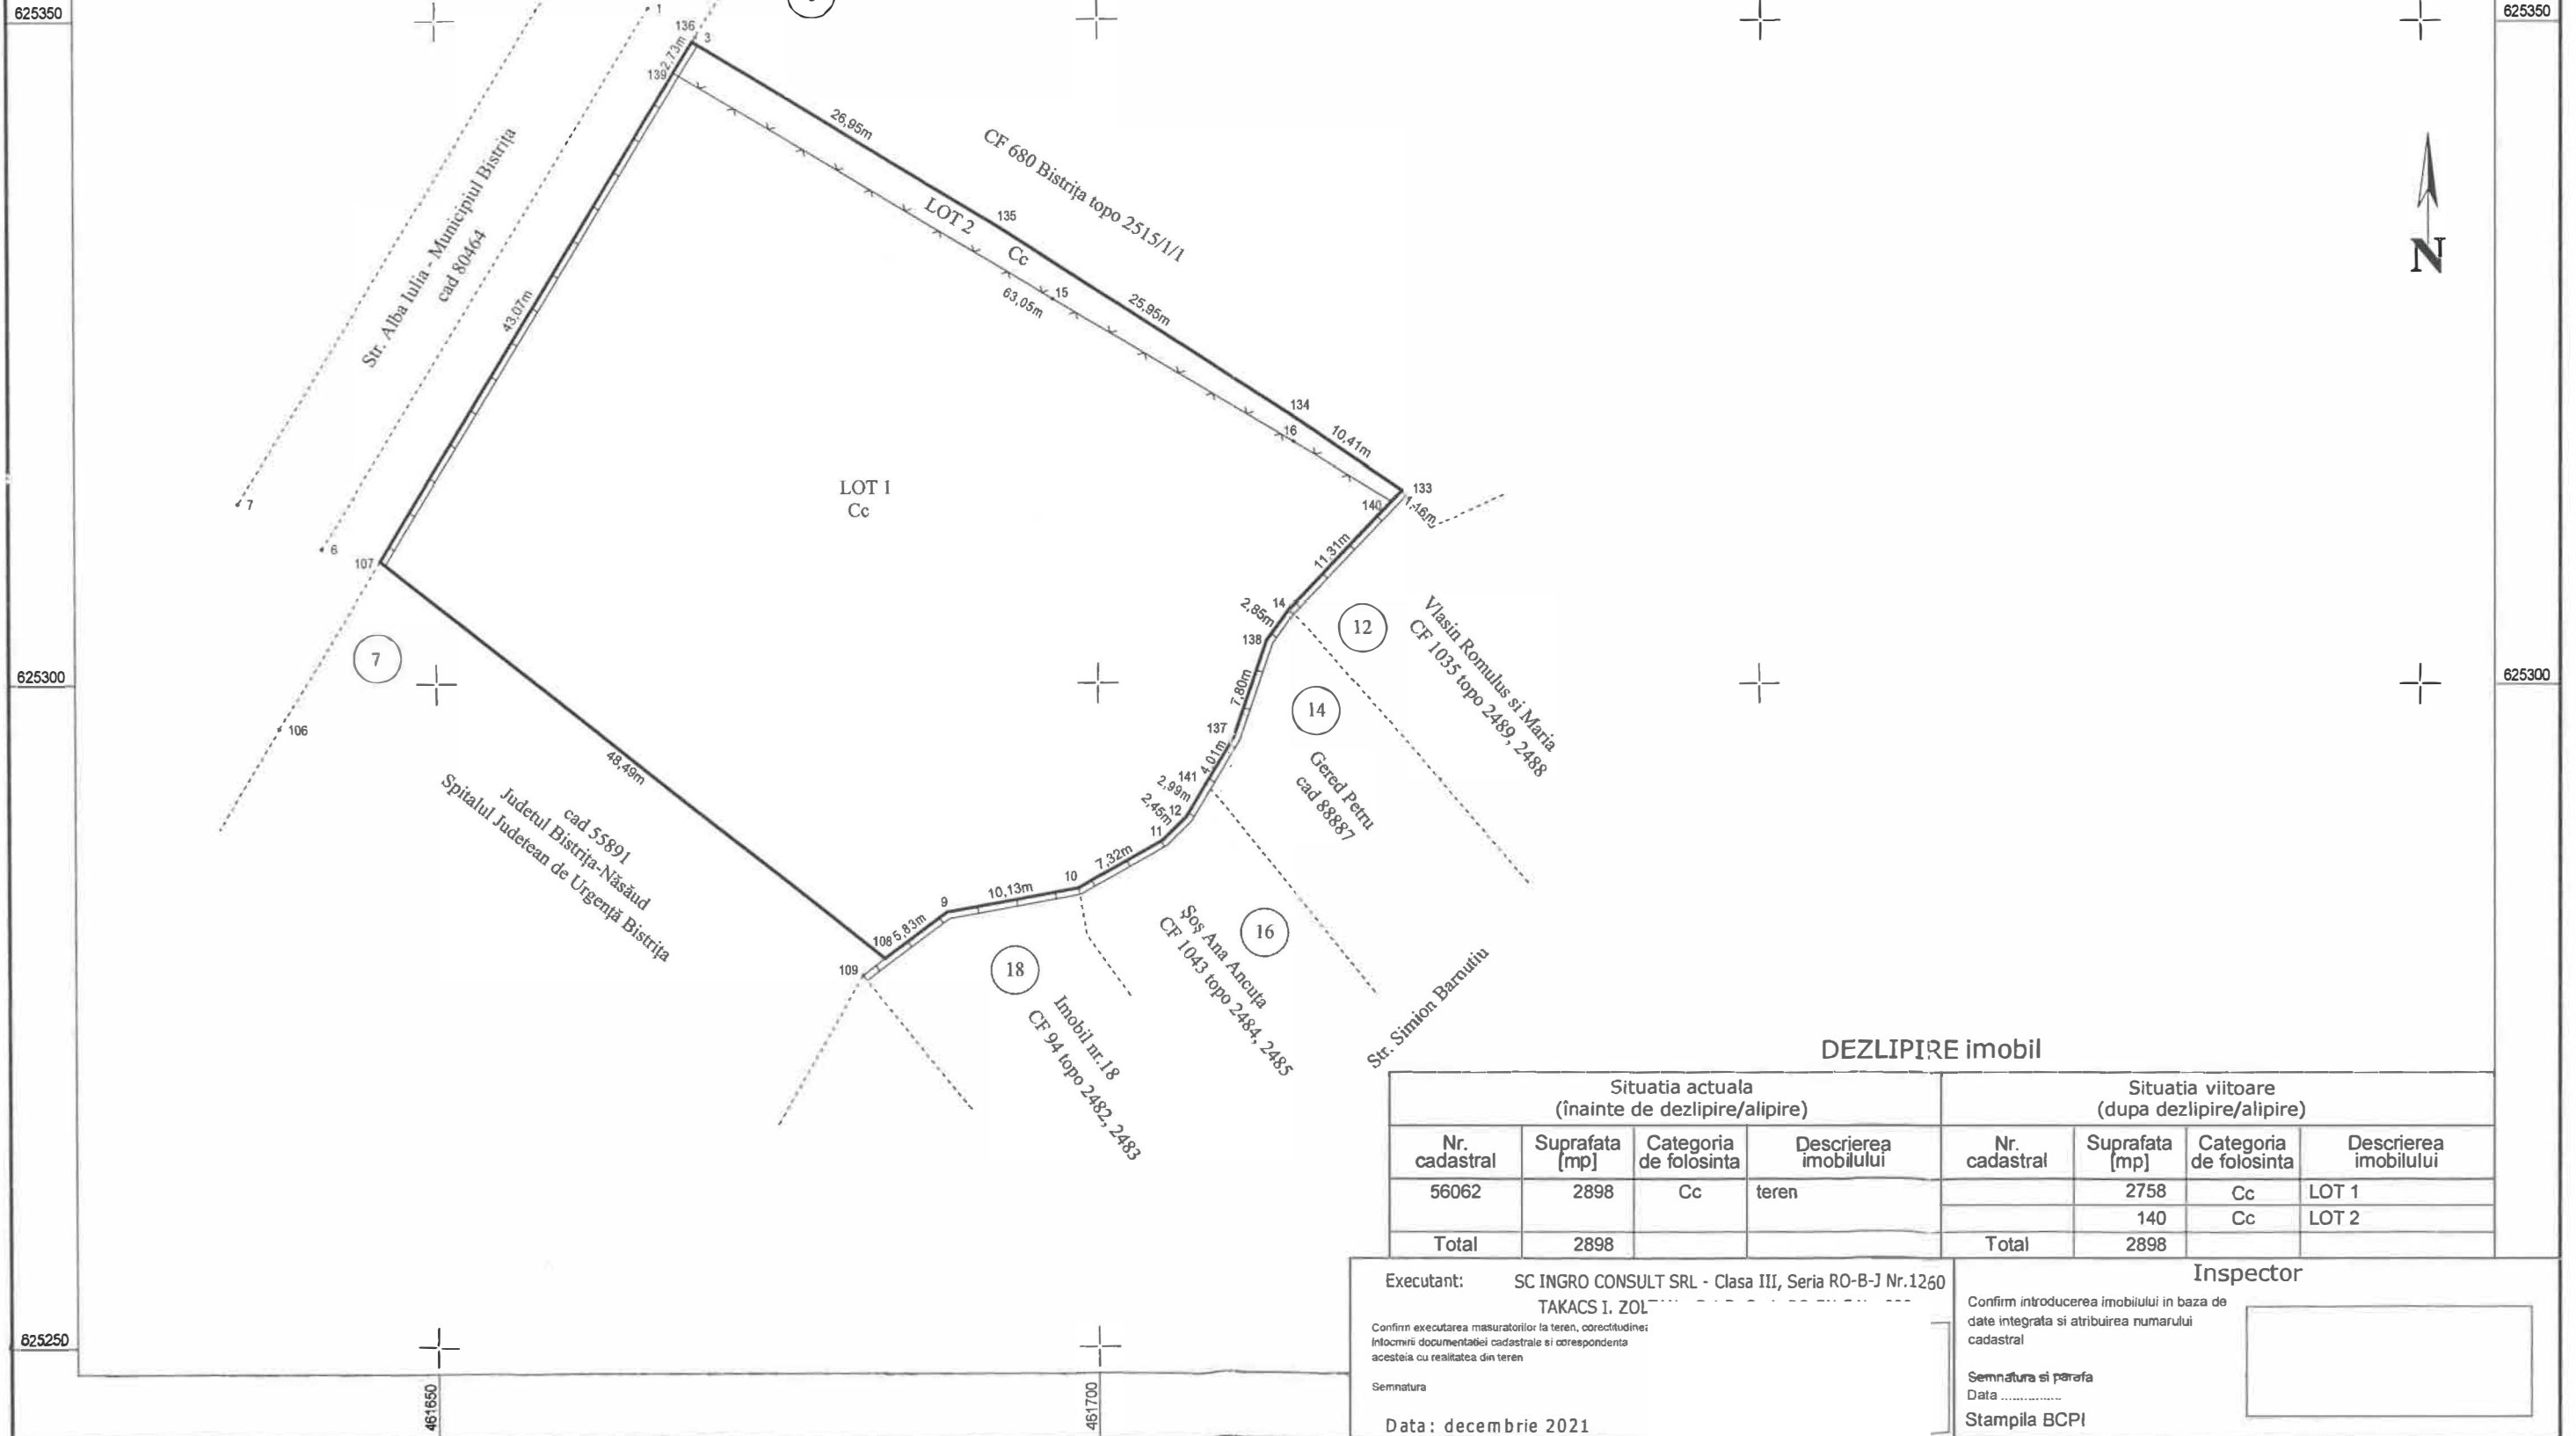 625350
625350
1
136
3
2,73m
139
26,95m
CF 680 Bistrița topo 2515/1/1
Str. Alba Iulia - Municipiul Bistrița
cad 80464
LOT 2
135
Cc
15
63,05m
25,95m
43,07m
N
134
16
10,41m
LOT 1
Cc
133
140
1,46m
7
6
107
11,31m
14
2,85m
138
12
Vlasin Romulus si Maria
CF 1035 topo 2489, 2488
7
625300
625300
7,80m
14
106
137
4,01m
48,49m
141
2,99m
12
2,45m
11
Gered Petru
cad 88887
cad 55891
Judetul Bistrița-Năsăud
Spitalul Judetean de Urgență Bistrița
7,32m
10
10,13m
9
5,83m
108
109
18
Șoș Ana Ancuța
CF 1043 topo 2484, 2485
16
Imobil nr.18
CF 94 topo 2482, 2483
Str. Simion Barnutiu
DEZLIPIRE imobil
Situatia actuala
(înainte de dezlipire/alipire)
Situatia viitoare
(dupa dezlipire/alipire)
Nr. cadastral Suprafata [mp] Categoria de folosinta Descrierea imobilului Nr. cadastral Suprafata [mp] Categoria de folosinta Descrierea imobilului
56062 2898 Cc teren 2758 Cc LOT 1
140 Cc LOT 2
Total 2898 Total 2898
Executant: SC INGRO CONSULT SRL - Clasa III, Seria RO-B-J Nr.1260
TAKACS I.
Confirm executarea masuratorilor la teren,
întocmirii documentatiei cadastrale si corespondenta
acesteia cu realitatea din teren
Semnatura
Data: decembrie 2021
Inspector
Confirm introducerea imobilului in baza de
date integrata si atribuirea numarului
cadastral
Semnatura si parafa
Data ...............
Stampila BCPI
625250
461650
461700